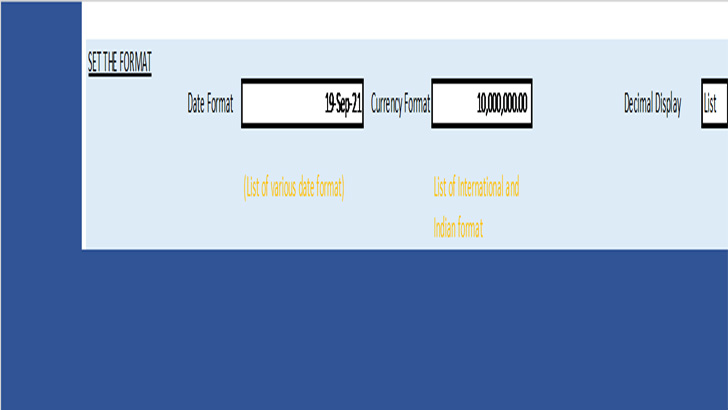 SET THE FORMAT
Date Format 19-Sep-21 Currency Format 10,000,000.00 Decimal Display List
(List of various date format) List of International and
Indian format